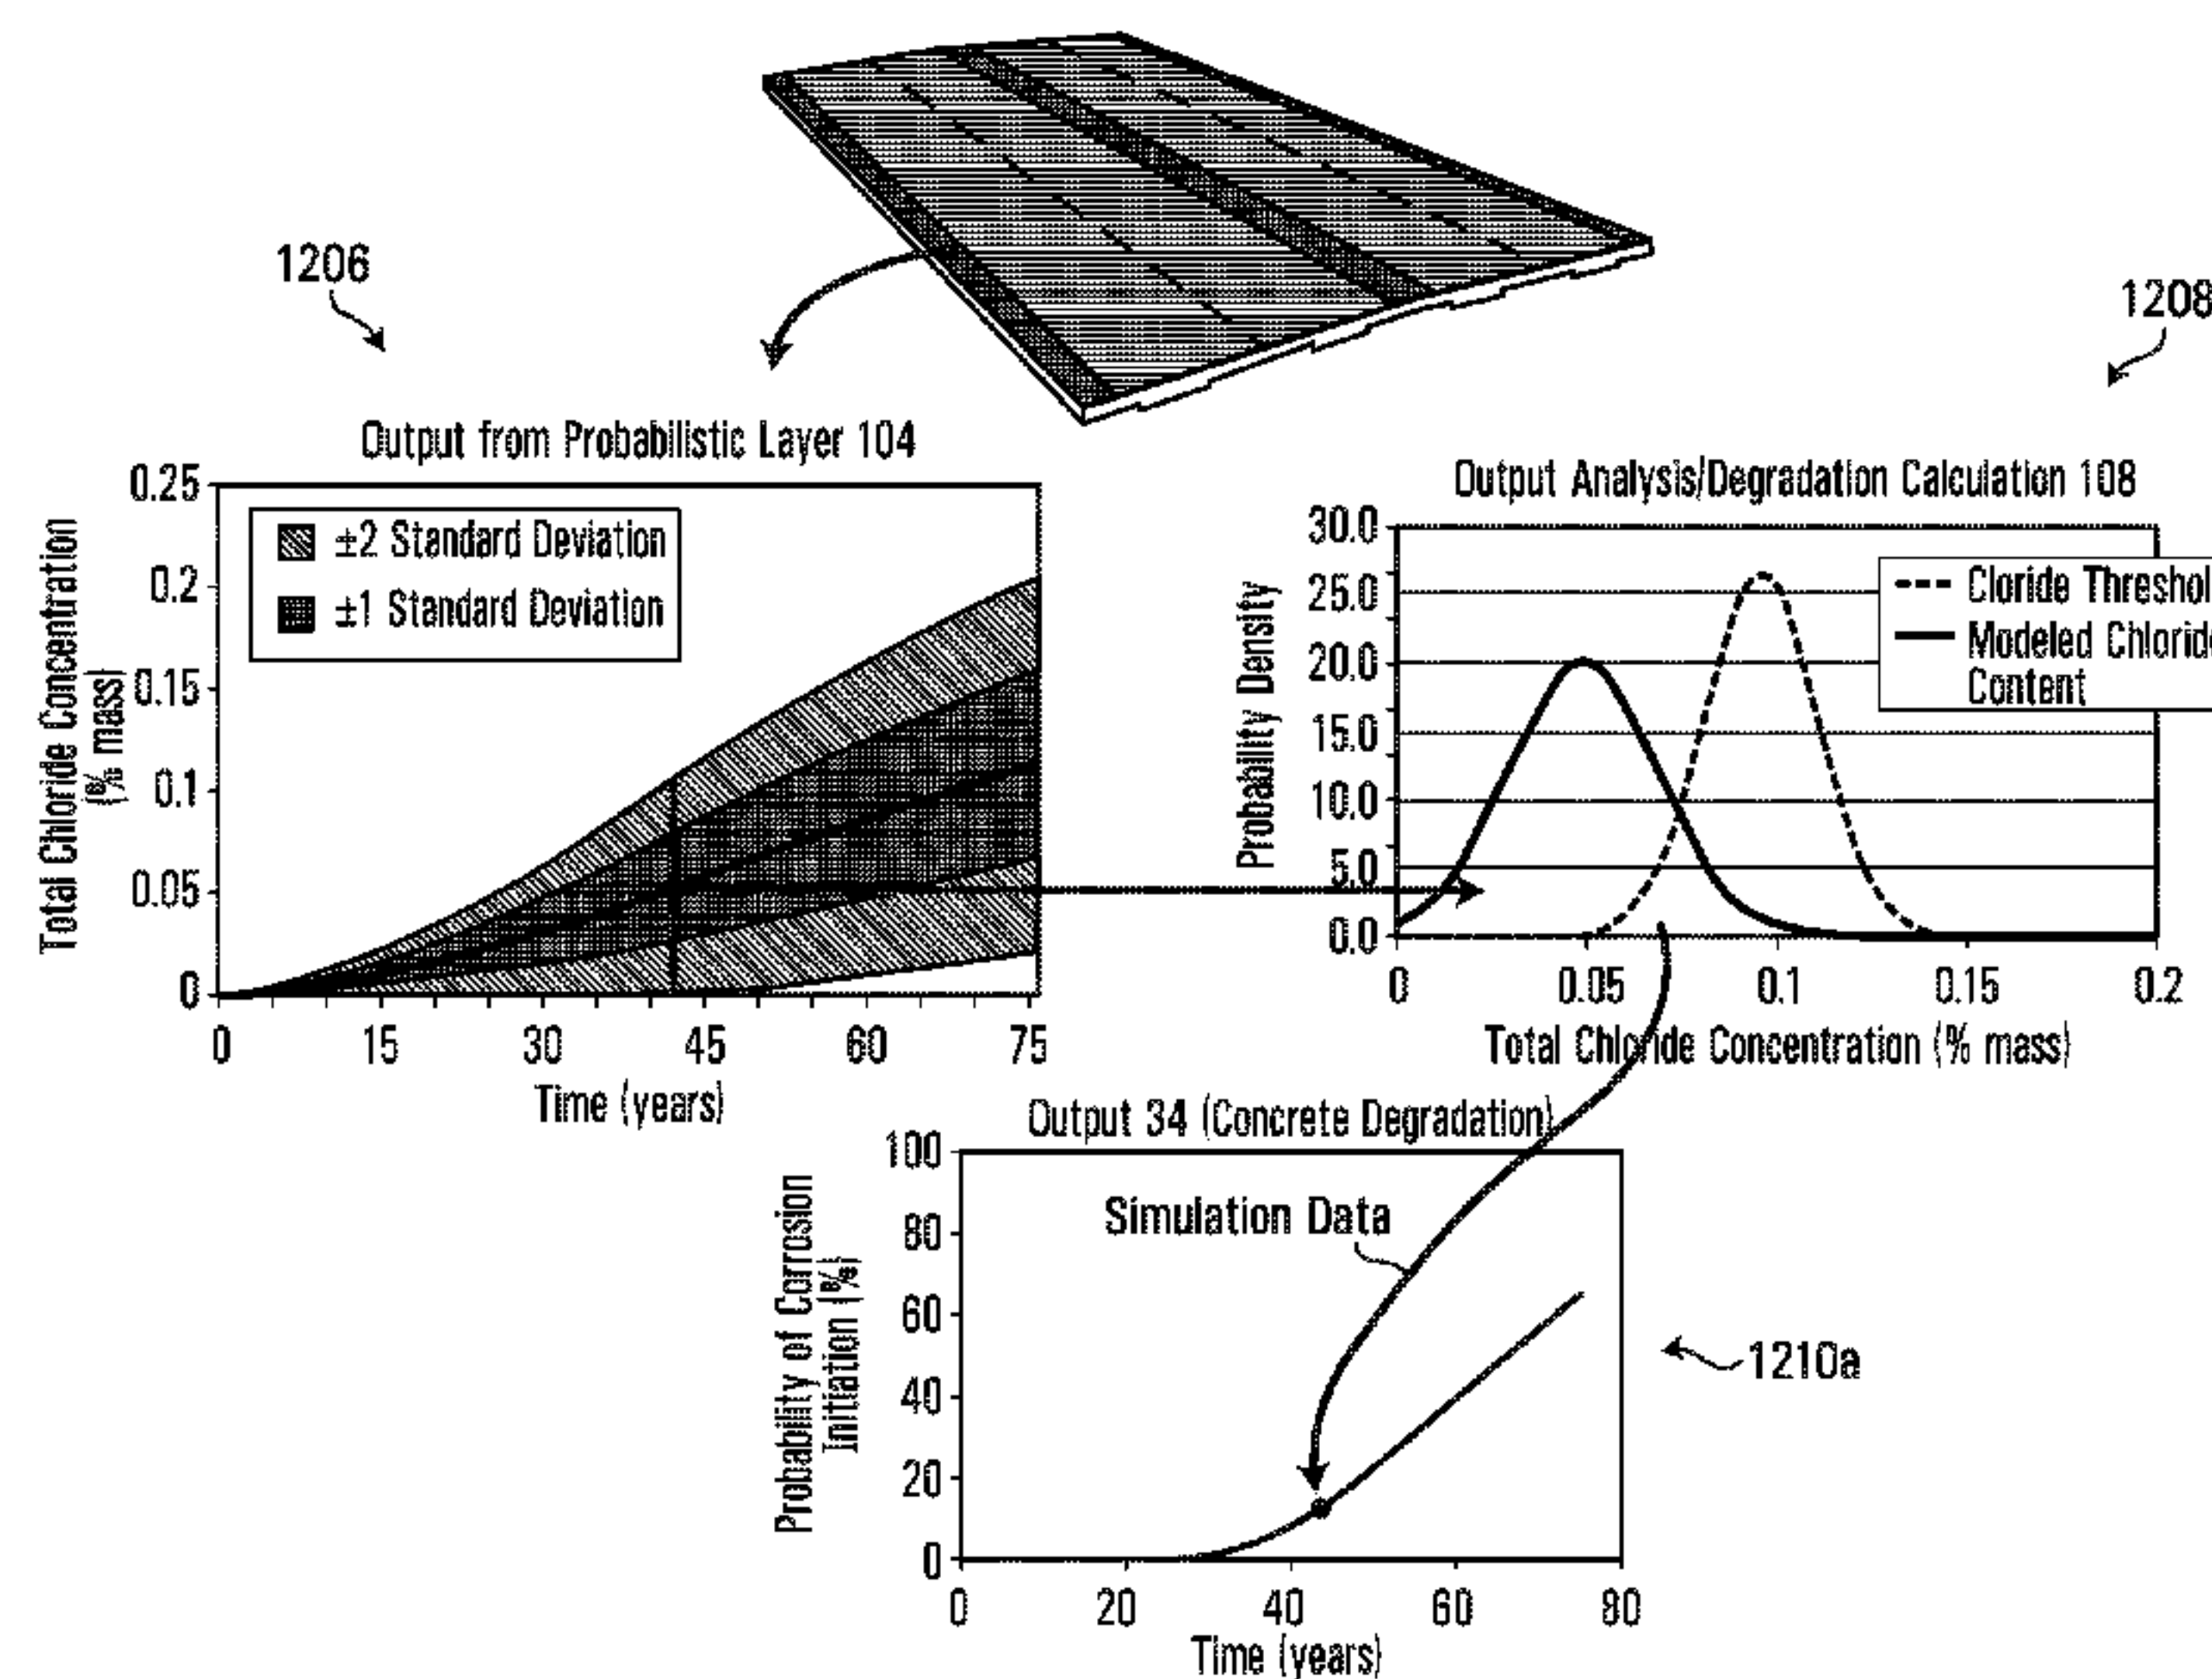 1206
1208
Output from Probabilistic Layer 104
0.25
0.2
0.15
0.1
0.05
0
±2 Standard Deviation
±1 Standard Deviation
Total Chloride Concentration
(% mass)
0 15 30 45 60 75
Time (years)
Output Analysis/Degradation Calculation 108
30.0
25.0
20.0
15.0
10.0
5.0
0.0
Probability Density
Cloride Threshol
Modeled Chloride
Content
0 0.05 0.1 0.15 0.2
Total Chloride Concentration (% mass)
Output 34 (Concrete Degradation)
100
80
60
40
20
0
Probability of Corrosion
Initiation (%)
Simulation Data
1210a
0 20 40 60 80
Time (years)